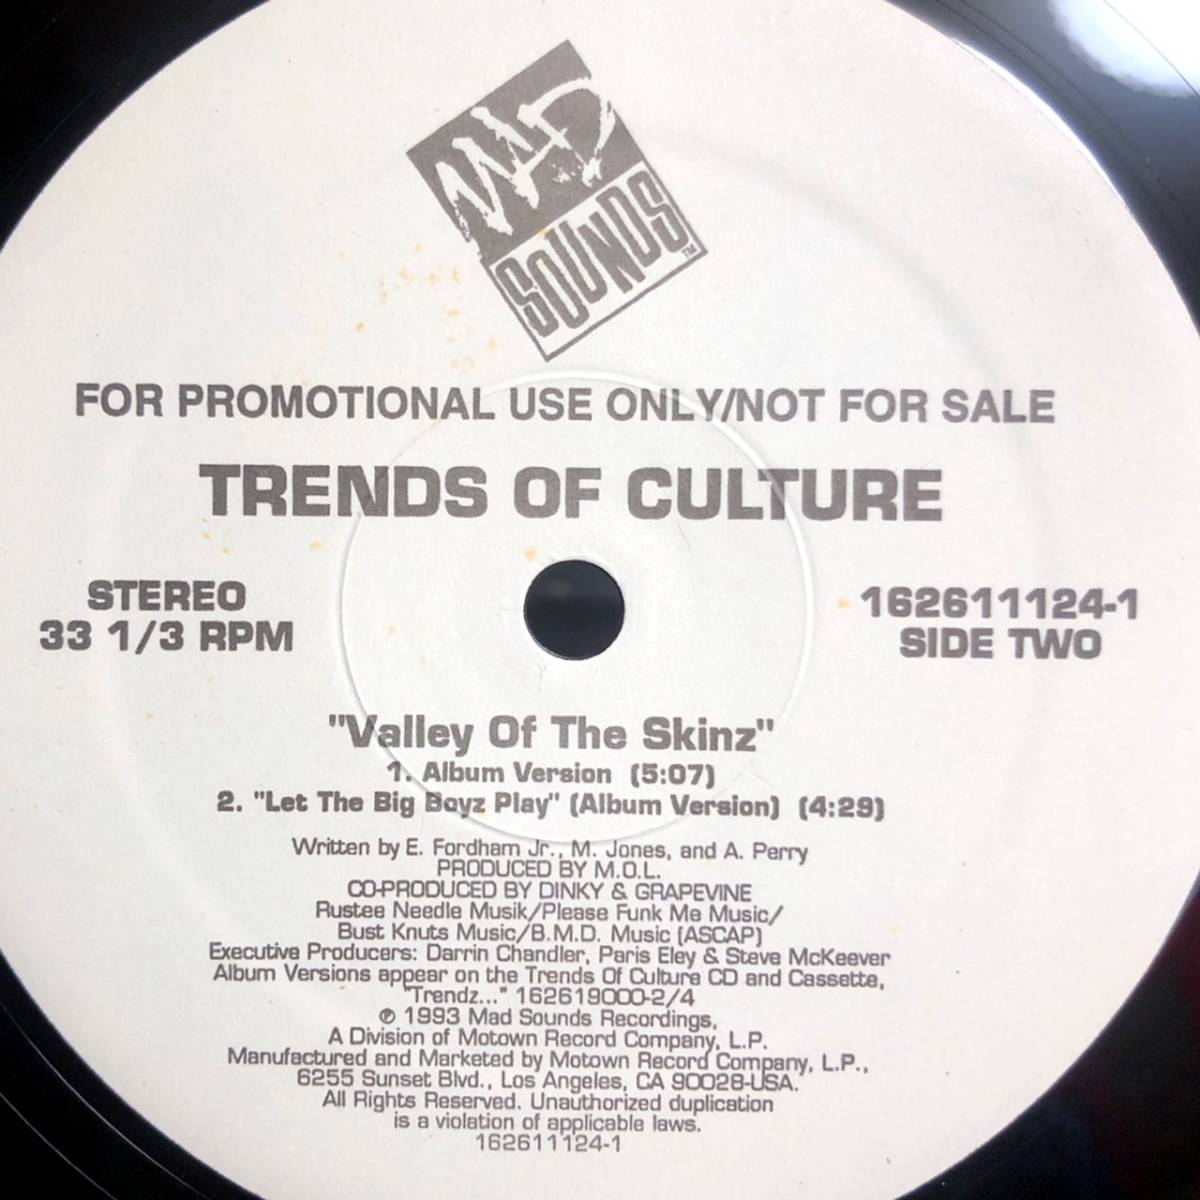 MAD
SOUNDS™
FOR PROMOTIONAL USE ONLY/NOT FOR SALE
TRENDS OF CULTURE
STEREO
33 1/3 RPM
162611124-1
SIDE TWO
"Valley Of The Skinz"
1. Album Version (5:07)
2. "Let The Big Boyz Play" (Album Version) (4:29)
Written by E. Fordham Jr., M. Jones, and A. Perry
PRODUCED BY M.O.L.
CO-PRODUCED BY DINKY & GRAPEVINE
Rustee Needle Musik/Please Funk Me Music/
Bust Knuts Music/B.M.D. Music (ASCAP)
Executive Producers: Darrin Chandler, Paris Eley & Steve McKeever
Album Versions appear on the Trends Of Culture CD and Cassette,
"Trendz..." 162619000-2/4
℗ 1993 Mad Sounds Recordings,
A Division of Motown Record Company, L.P.
Manufactured and Marketed by Motown Record Company, L.P.,
6255 Sunset Blvd., Los Angeles, CA 90028-USA.
All Rights Reserved. Unauthorized duplication
is a violation of applicable laws.
162611124-1